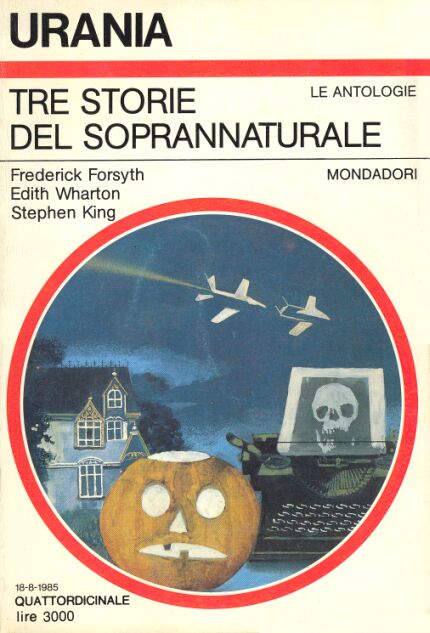 URANIA
TRE STORIE
DEL SOPRANNATURALE
LE ANTOLOGIE
Frederick Forsyth
Edith Wharton
Stephen King
MONDADORI
18-8-1985
QUATTORDICINALE
lire 3000